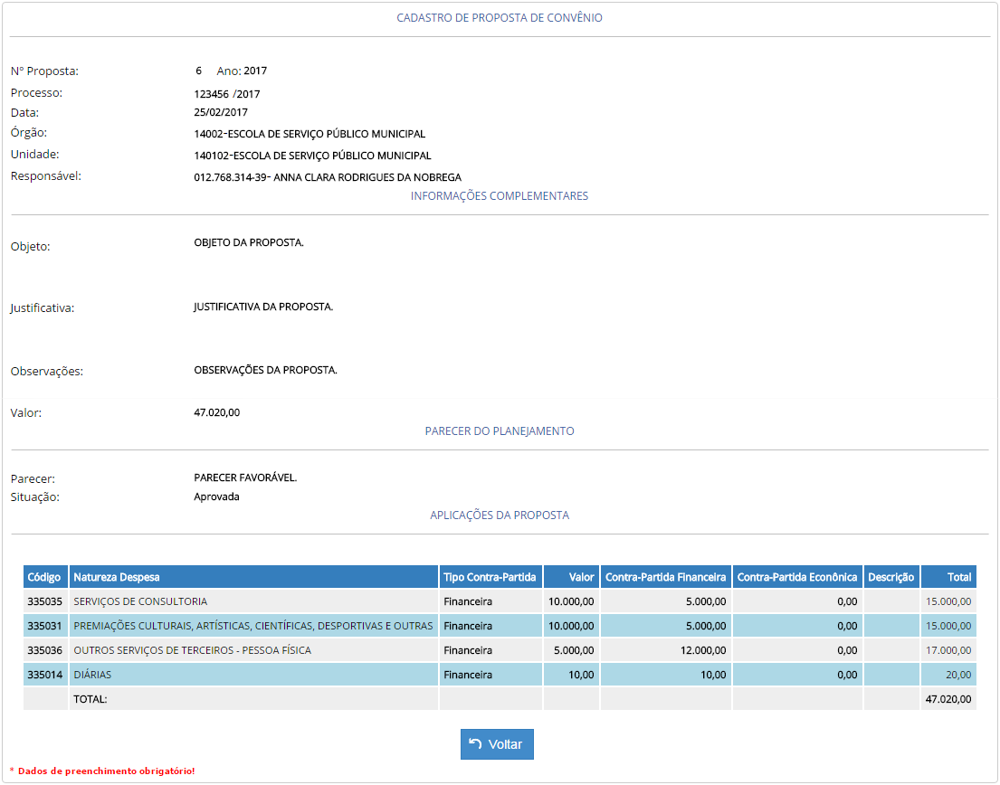 CADASTRO DE PROPOSTA DE CONVÊNIO
Nº Proposta: 6 Ano: 2017
Processo: 123456 /2017
Data: 25/02/2017
Órgão: 14002-ESCOLA DE SERVIÇO PÚBLICO MUNICIPAL
Unidade: 140102-ESCOLA DE SERVIÇO PÚBLICO MUNICIPAL
Responsável: 012.768.314-39- ANNA CLARA RODRIGUES DA NOBREGA
INFORMAÇÕES COMPLEMENTARES
Objeto: OBJETO DA PROPOSTA.
Justificativa: JUSTIFICATIVA DA PROPOSTA.
Observações: OBSERVAÇÕES DA PROPOSTA.
Valor: 47.020,00
PARECER DO PLANEJAMENTO
Parecer: PARECER FAVORÁVEL.
Situação: Aprovada
APLICAÇÕES DA PROPOSTA
Código Natureza Despesa Tipo Contra-Partida Valor Contra-Partida Financeira Contra-Partida Econônica Descrição Total
335035 SERVIÇOS DE CONSULTORIA Financeira 10.000,00 5.000,00 0,00 15.000,00
335031 PREMIAÇÕES CULTURAIS, ARTÍSTICAS, CIENTÍFICAS, DESPORTIVAS E OUTRAS Financeira 10.000,00 5.000,00 0,00 15.000,00
335036 OUTROS SERVIÇOS DE TERCEIROS - PESSOA FÍSICA Financeira 5.000,00 12.000,00 0,00 17.000,00
335014 DIÁRIAS Financeira 10,00 10,00 0,00 20,00
TOTAL: 47.020,00
Voltar
* Dados de preenchimento obrigatório!